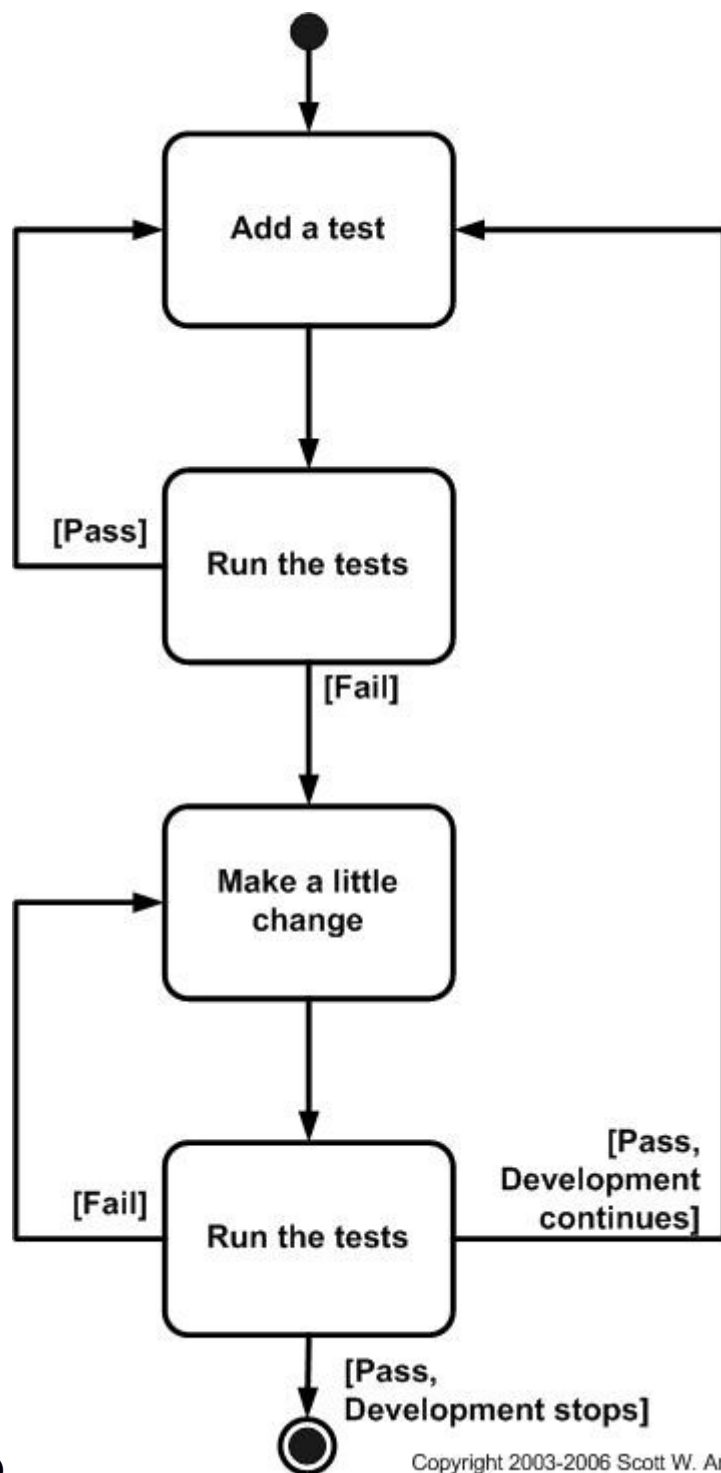 Add a test
[Pass]
Run the tests
[Fail]
Make a little
change
[Pass,
Development
continues]
[Fail]
Run the tests
[Pass,
Development stops]
Copyright 2003-2006 Scott W.